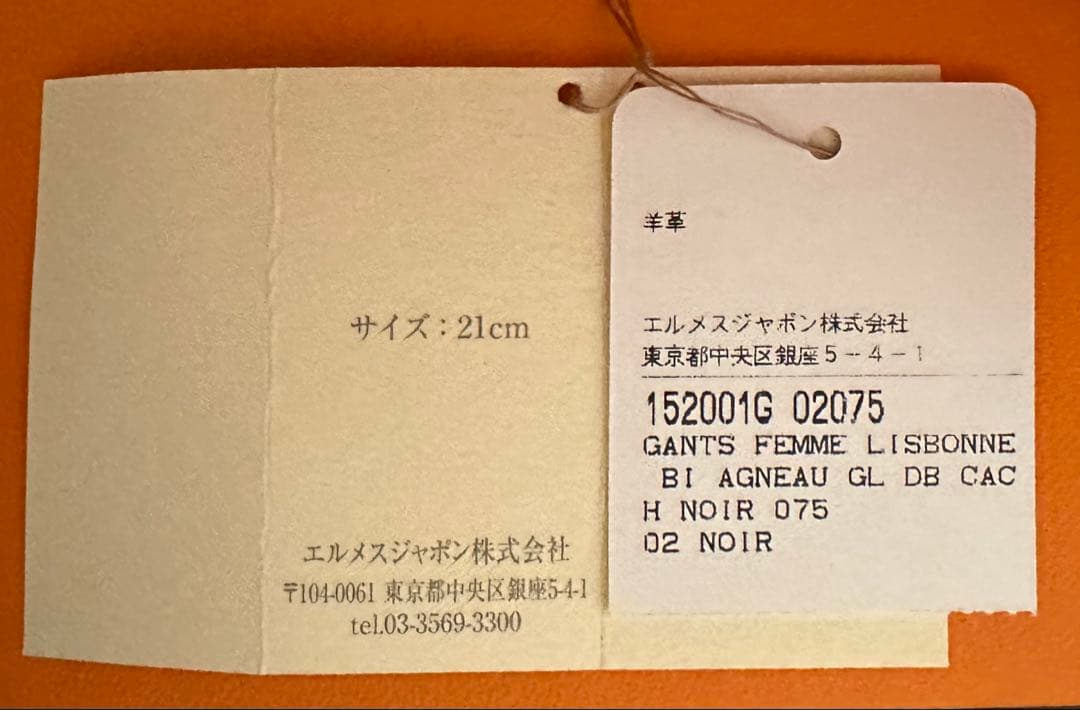 サイズ：21cm
エルメスジャポン株式会社
〒104-0061 東京都中央区銀座5-4-1
tel.03-3569-3300
羊革
エルメスジャポン株式会社
東京都中央区銀座５－４－１
152001G 02075
GANTS FEMME LISBONNE
BI AGNEAU GL DB CAC
H NOIR 075
02 NOIR